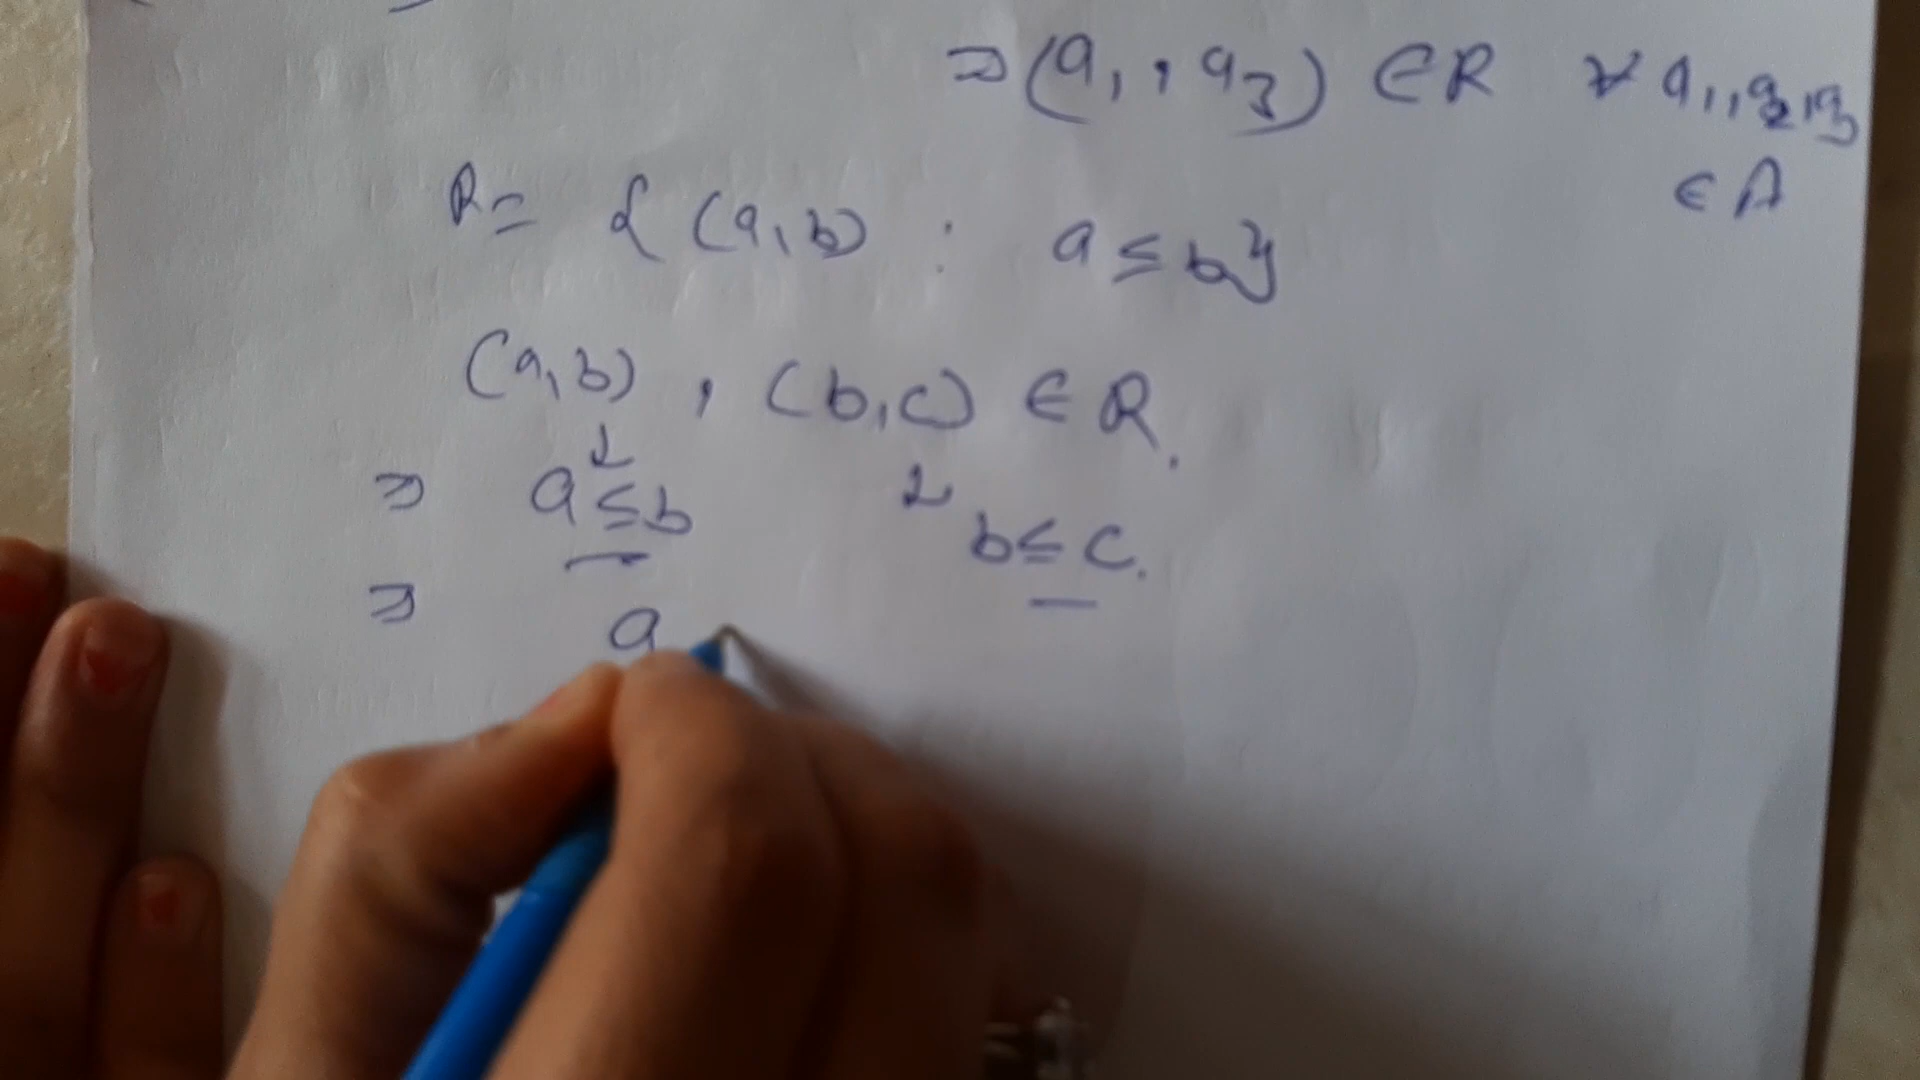 ⇒ (a₁, a₃) ∈ R ∀ a₁, a₂, a₃
∈ A
R = { (a, b) : a ≤ b }
(a, b) , (b, c) ∈ R.
⇒ a ≤ b & b ≤ c.
⇒ a